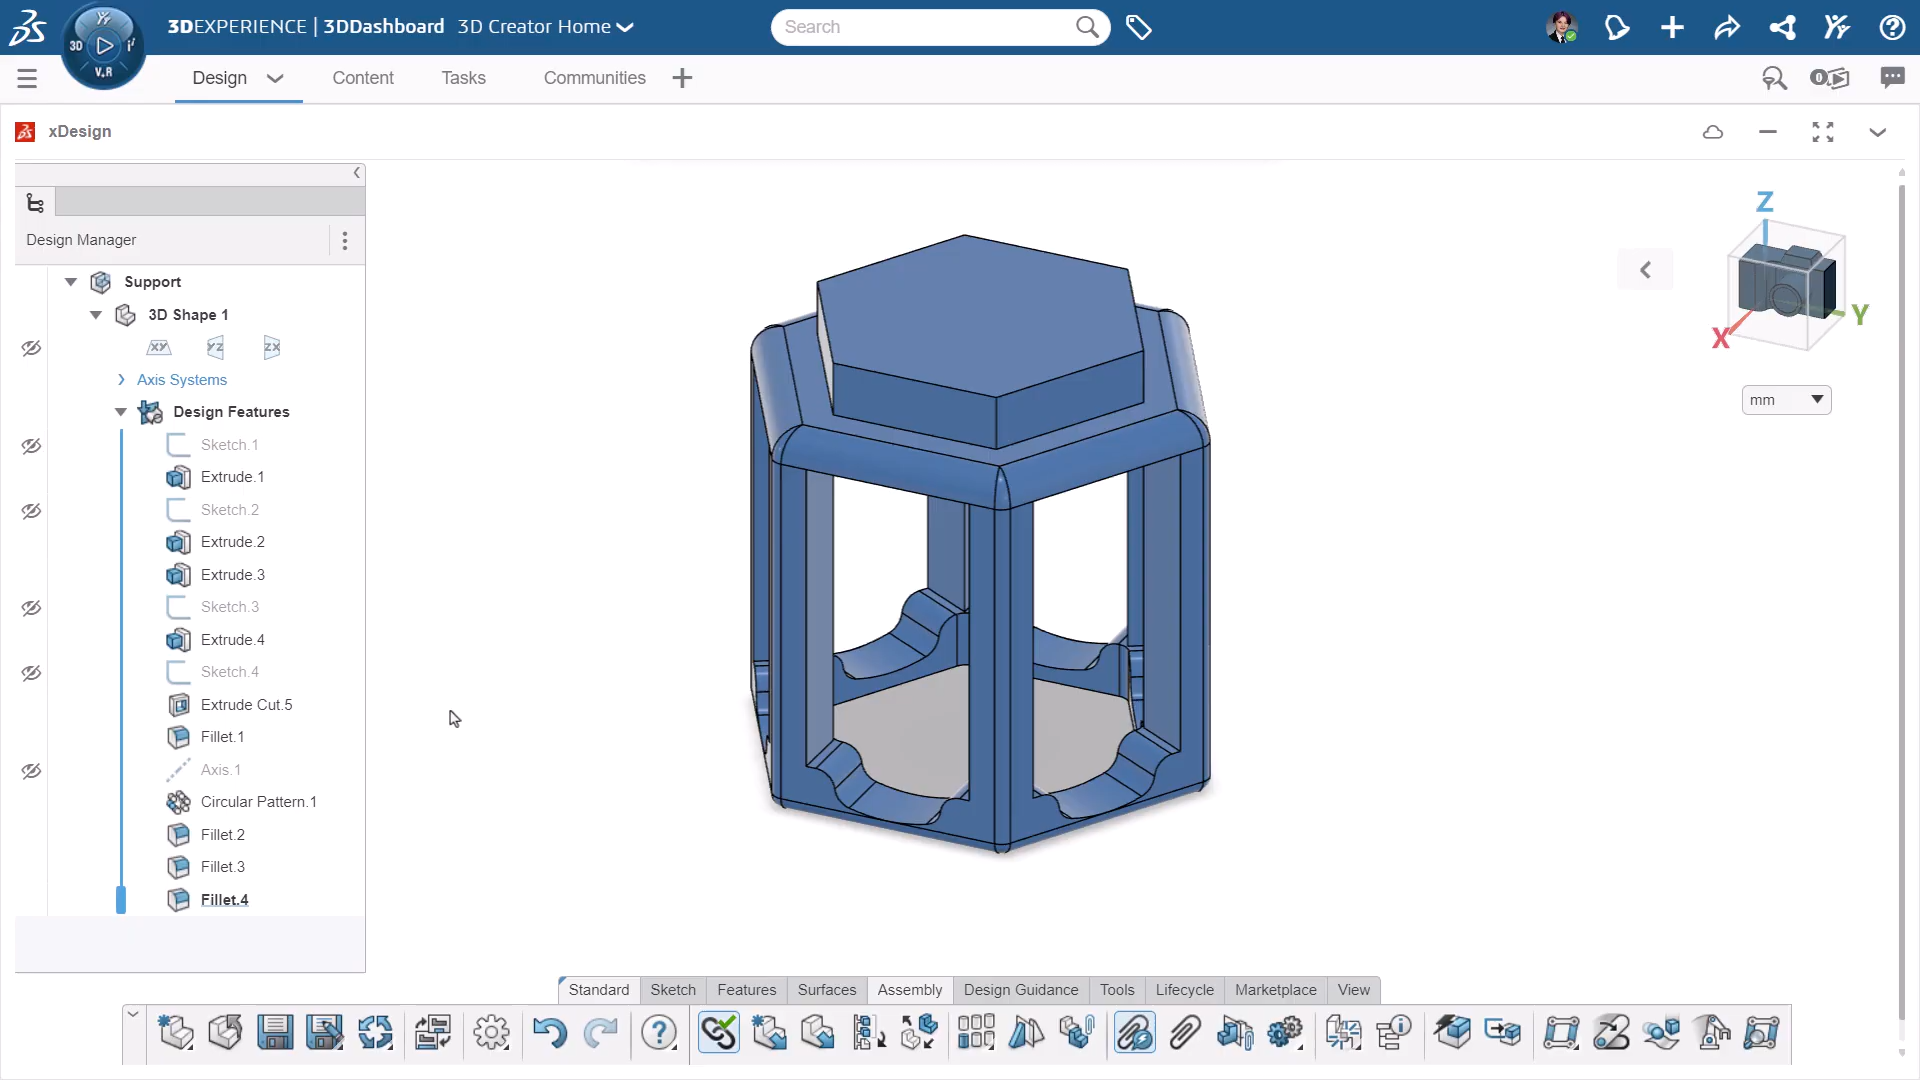 3DEXPERIENCE | 3DDashboard 3D Creator Home
Search
3D
V.R
Design
Content
Tasks
Communities
0
xDesign
Design Manager
Support
3D Shape 1
XY YZ ZX
Axis Systems
Design Features
Sketch.1
Extrude.1
Sketch.2
Extrude.2
Extrude.3
Sketch.3
Extrude.4
Sketch.4
Extrude Cut.5
Fillet.1
Axis.1
Circular Pattern.1
Fillet.2
Fillet.3
Fillet.4
Z
X
Y
mm
Standard Sketch Features Surfaces Assembly Design Guidance Tools Lifecycle Marketplace View